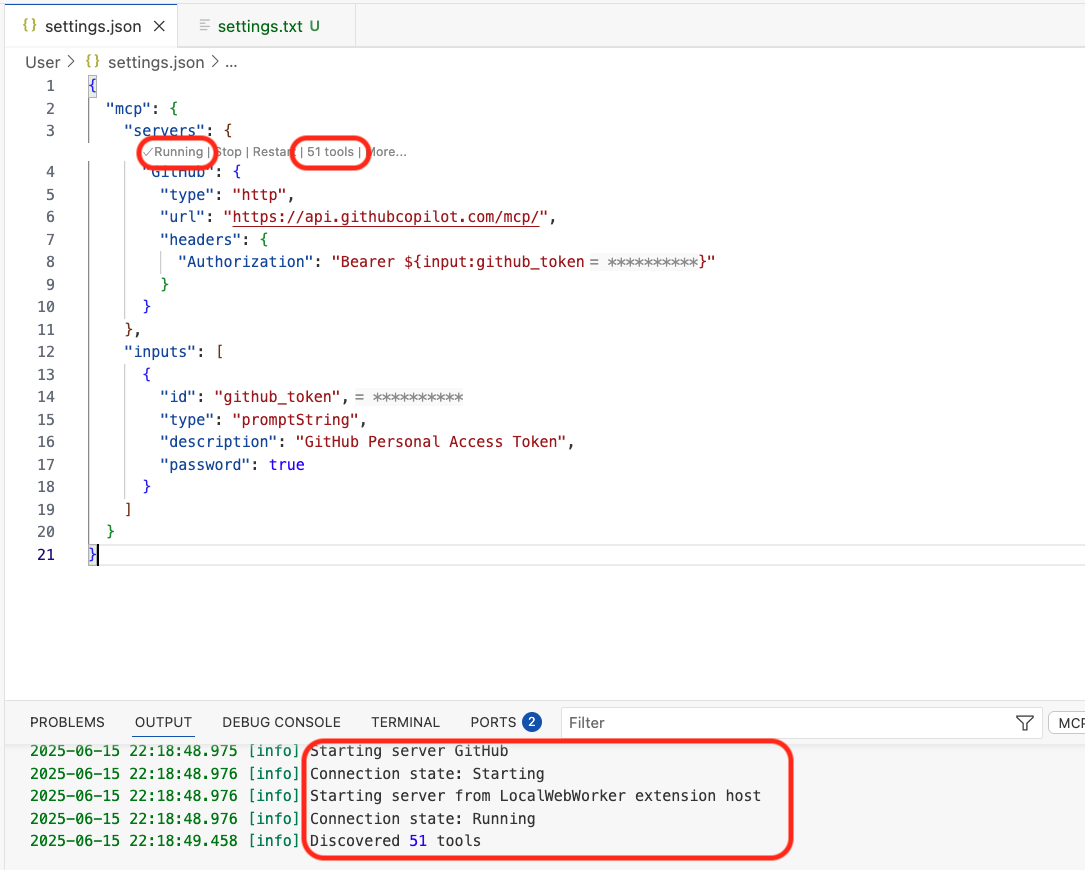 {} settings.json ×
settings.txt U
User > {} settings.json > ...
1 {
2 "mcp": {
3 "servers": {
✓Running | Stop | Restart | 51 tools | More...
4 "GitHub": {
5 "type": "http",
6 "url": "https://api.githubcopilot.com/mcp/",
7 "headers": {
8 "Authorization": "Bearer ${input:github_token = **********}"
9 }
10 }
11 },
12 "inputs": [
13 {
14 "id": "github_token", = **********
15 "type": "promptString",
16 "description": "GitHub Personal Access Token",
17 "password": true
18 }
19 ]
20 }
21 }
PROBLEMS OUTPUT DEBUG CONSOLE TERMINAL PORTS 2 Filter MCP
2025-06-15 22:18:48.975 [info] Starting server GitHub
2025-06-15 22:18:48.976 [info] Connection state: Starting
2025-06-15 22:18:48.976 [info] Starting server from LocalWebWorker extension host
2025-06-15 22:18:48.976 [info] Connection state: Running
2025-06-15 22:18:49.458 [info] Discovered 51 tools